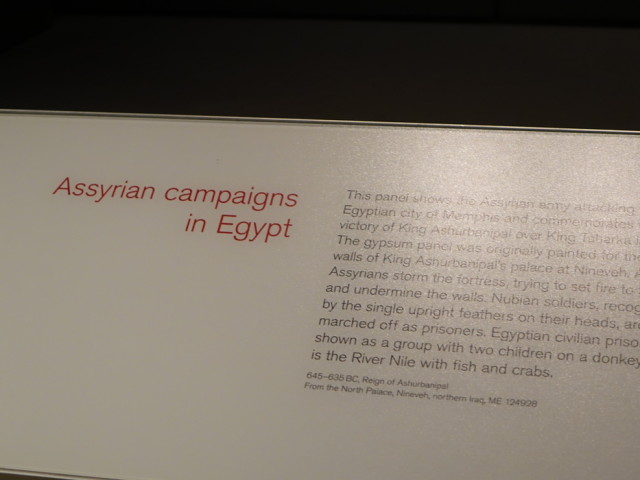 Assyrian campaigns
in Egypt
This panel shows the Assyrian army attacking
Egyptian city of Memphis and commemorates
victory of King Ashurbanipal over King Taharka
The gypsum panel was originally painted for the
walls of King Ashurbanipal's palace at Nineveh.
Assyrians storm the fortress, trying to set fire to
and undermine the walls. Nubian soldiers, recog
by the single upright feathers on their heads, ar
marched off as prisoners. Egyptian civilian priso
shown as a group with two children on a donkey
is the River Nile with fish and crabs.
645–635 BC, Reign of Ashurbanipal
From the North Palace, Nineveh, northern Iraq, ME 124928